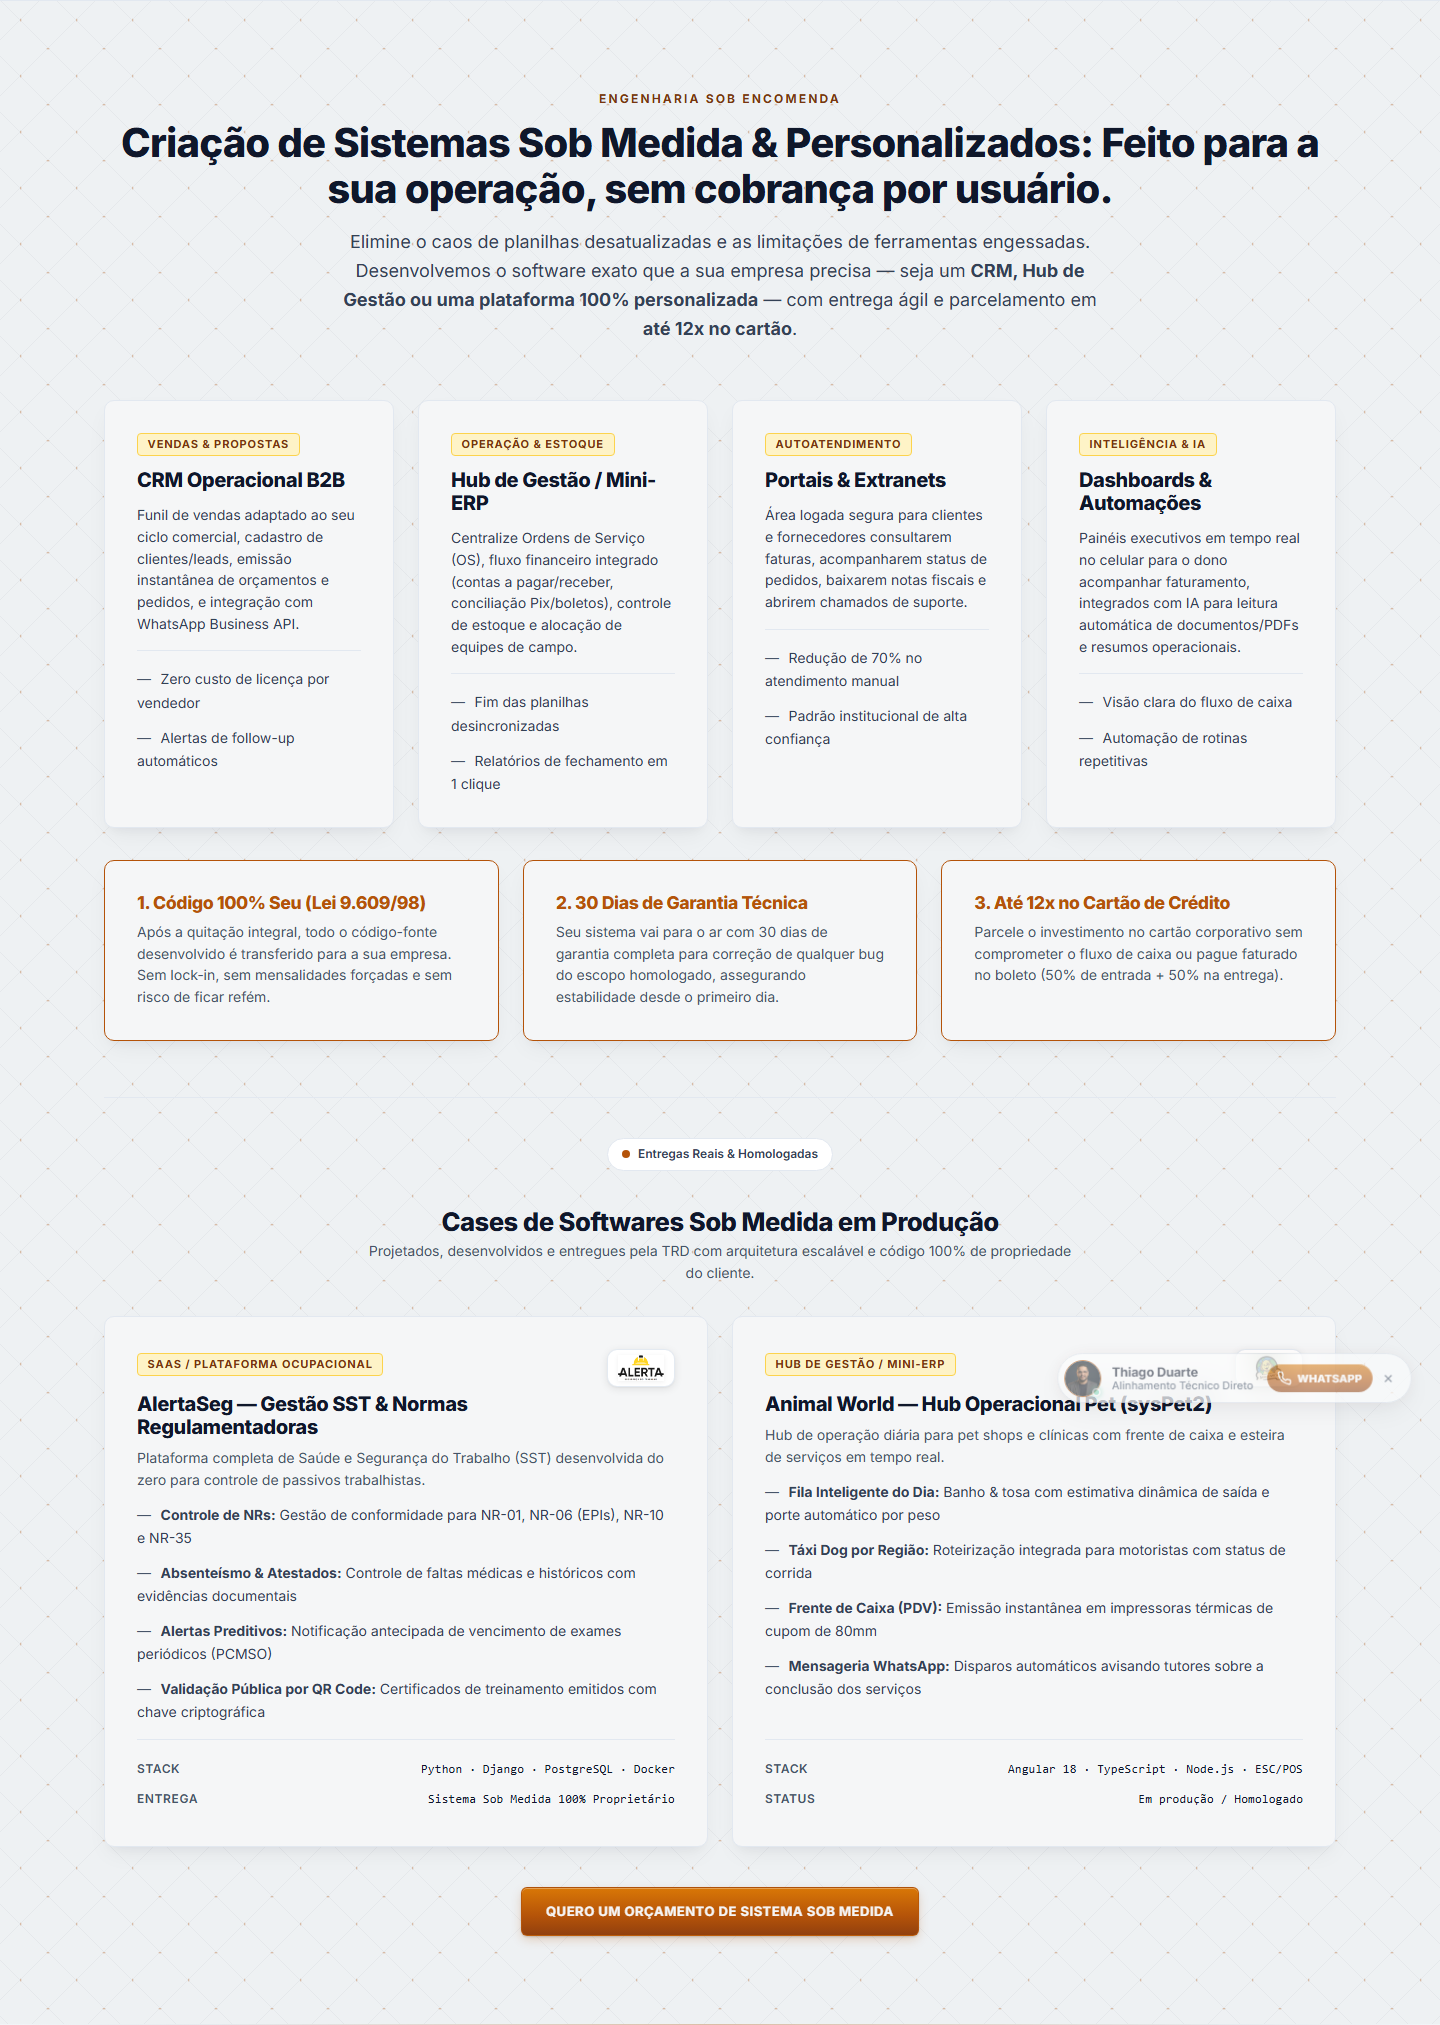 ENGENHARIA SOB ENCOMENDA
Criação de Sistemas Sob Medida & Personalizados: Feito para a
sua operação, sem cobrança por usuário.
Elimine o caos de planilhas desatualizadas e as limitações de ferramentas engessadas.
Desenvolvemos o software exato que a sua empresa precisa — seja um CRM, Hub de
Gestão ou uma plataforma 100% personalizada — com entrega ágil e parcelamento em
até 12x no cartão.
VENDAS & PROPOSTAS
CRM Operacional B2B
Funil de vendas adaptado ao seu
ciclo comercial, cadastro de
clientes/leads, emissão
instantânea de orçamentos e
pedidos, e integração com
WhatsApp Business API.
— Zero custo de licença por
vendedor
— Alertas de follow-up
automáticos
OPERAÇÃO & ESTOQUE
Hub de Gestão / Mini-
ERP
Centralize Ordens de Serviço
(OS), fluxo financeiro integrado
(contas a pagar/receber,
conciliação Pix/boletos), controle
de estoque e alocação de
equipes de campo.
— Fim das planilhas
desincronizadas
— Relatórios de fechamento em
1 clique
AUTOATENDIMENTO
Portais & Extranets
Área logada segura para clientes
e fornecedores consultarem
faturas, acompanharem status de
pedidos, baixarem notas fiscais e
abrirem chamados de suporte.
— Redução de 70% no
atendimento manual
— Padrão institucional de alta
confiança
INTELIGÊNCIA & IA
Dashboards &
Automações
Painéis executivos em tempo real
no celular para o dono
acompanhar faturamento,
integrados com IA para leitura
automática de documentos/PDFs
e resumos operacionais.
— Visão clara do fluxo de caixa
— Automação de rotinas
repetitivas
1. Código 100% Seu (Lei 9.609/98)
Após a quitação integral, todo o código-fonte
desenvolvido é transferido para a sua empresa.
Sem lock-in, sem mensalidades forçadas e sem
risco de ficar refém.
2. 30 Dias de Garantia Técnica
Seu sistema vai para o ar com 30 dias de
garantia completa para correção de qualquer bug
do escopo homologado, assegurando
estabilidade desde o primeiro dia.
3. Até 12x no Cartão de Crédito
Parcele o investimento no cartão corporativo sem
comprometer o fluxo de caixa ou pague faturado
no boleto (50% de entrada + 50% na entrega).
Entregas Reais & Homologadas
Cases de Softwares Sob Medida em Produção
Projetados, desenvolvidos e entregues pela TRD com arquitetura escalável e código 100% de propriedade
do cliente.
SAAS / PLATAFORMA OCUPACIONAL
ALERTA
AlertaSeg — Gestão SST & Normas
Regulamentadoras
Plataforma completa de Saúde e Segurança do Trabalho (SST) desenvolvida do
zero para controle de passivos trabalhistas.
— Controle de NRs: Gestão de conformidade para NR-01, NR-06 (EPIs), NR-10
e NR-35
— Absenteísmo & Atestados: Controle de faltas médicas e históricos com
evidências documentais
— Alertas Preditivos: Notificação antecipada de vencimento de exames
periódicos (PCMSO)
— Validação Pública por QR Code: Certificados de treinamento emitidos com
chave criptográfica
STACK Python · Django · PostgreSQL · Docker
ENTREGA Sistema Sob Medida 100% Proprietário
HUB DE GESTÃO / MINI-ERP
Thiago Duarte
Alinhamento Técnico Direto
WHATSAPP
×
Animal World — Hub Operacional Pet (sysPet2)
Hub de operação diária para pet shops e clínicas com frente de caixa e esteira
de serviços em tempo real.
— Fila Inteligente do Dia: Banho & tosa com estimativa dinâmica de saída e
porte automático por peso
— Táxi Dog por Região: Roteirização integrada para motoristas com status de
corrida
— Frente de Caixa (PDV): Emissão instantânea em impressoras térmicas de
cupom de 80mm
— Mensageria WhatsApp: Disparos automáticos avisando tutores sobre a
conclusão dos serviços
STACK Angular 18 · TypeScript · Node.js · ESC/POS
STATUS Em produção / Homologado
QUERO UM ORÇAMENTO DE SISTEMA SOB MEDIDA